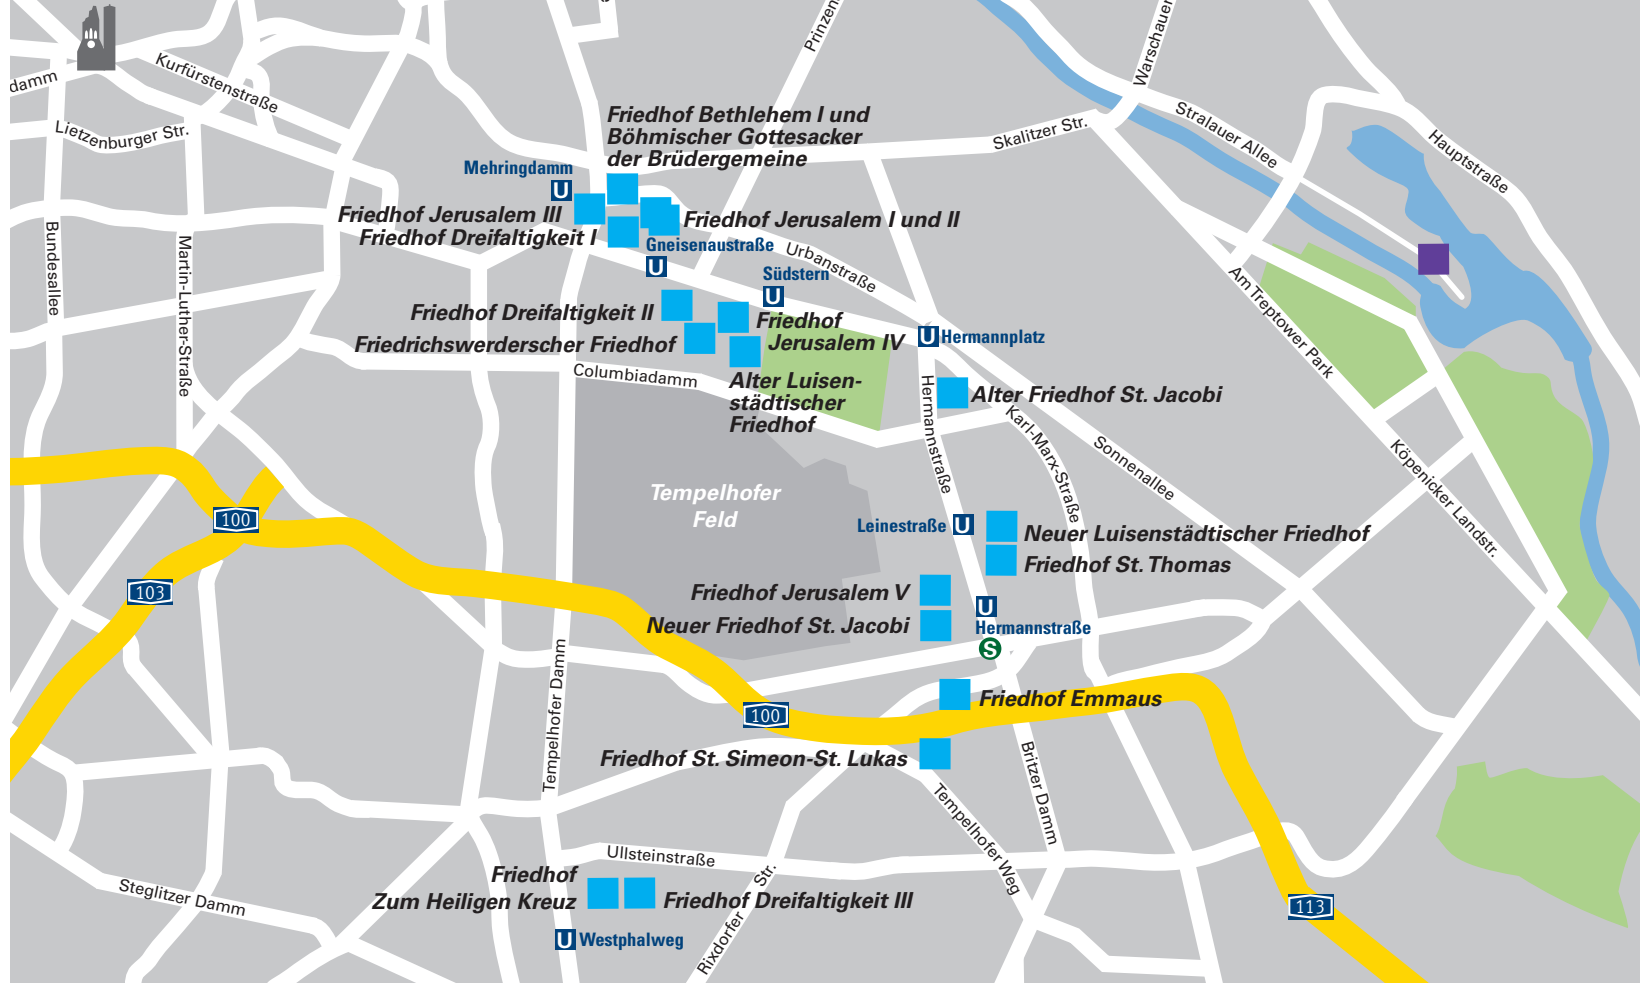 Prinzen
Warschauer
damm
Kurfürstenstraße
Lietzenburger Str.
Friedhof Bethlehem I und
Böhmischer Gottesacker
der Brüdergemeine
Skalitzer Str.
Stralauer Allee
Hauptstraße
Mehringdamm
U
Friedhof Jerusalem III
Friedhof Dreifaltigkeit I
Friedhof Jerusalem I und II
Gneisenaustraße
U
Urbanstraße
Südstern
U
Bundesallee
Martin-Luther-Straße
Am Treptower Park
Friedhof Dreifaltigkeit II
Friedrichswerderscher Friedhof
Friedhof
Jerusalem IV
U Hermannplatz
Columbiadamm
Alter Luisen-
städtischer
Friedhof
Hermannstraße
Alter Friedhof St. Jacobi
Karl-Marx-Straße
Sonnenallee
Köpenicker Landstr.
Tempelhofer
Feld
100
Leinestraße U
Neuer Luisenstädtischer Friedhof
Friedhof St. Thomas
103
Friedhof Jerusalem V
Neuer Friedhof St. Jacobi
U
Hermannstraße
S
Tempelhofer Damm
Friedhof Emmaus
100
Friedhof St. Simeon-St. Lukas
Britzer Damm
Tempelhofer Weg
Ullsteinstraße
Steglitzer Damm
Friedhof
Zum Heiligen Kreuz
Friedhof Dreifaltigkeit III
Rixdorfer Str.
113
U Westphalweg